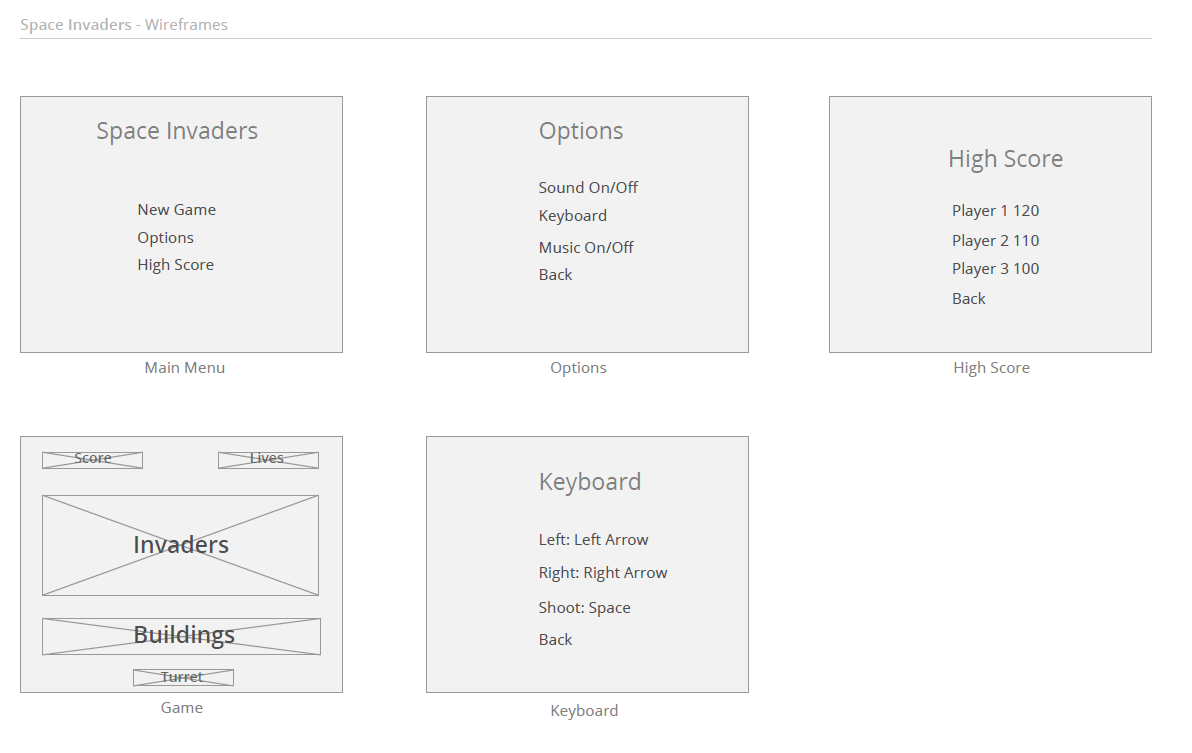 Space Invaders - Wireframes
Space Invaders
New Game
Options
High Score
Main Menu
Options
Sound On/Off
Keyboard
Music On/Off
Back
Options
High Score
Player 1 120
Player 2 110
Player 3 100
Back
High Score
Score
Lives
Invaders
Buildings
Turret
Game
Keyboard
Left: Left Arrow
Right: Right Arrow
Shoot: Space
Back
Keyboard